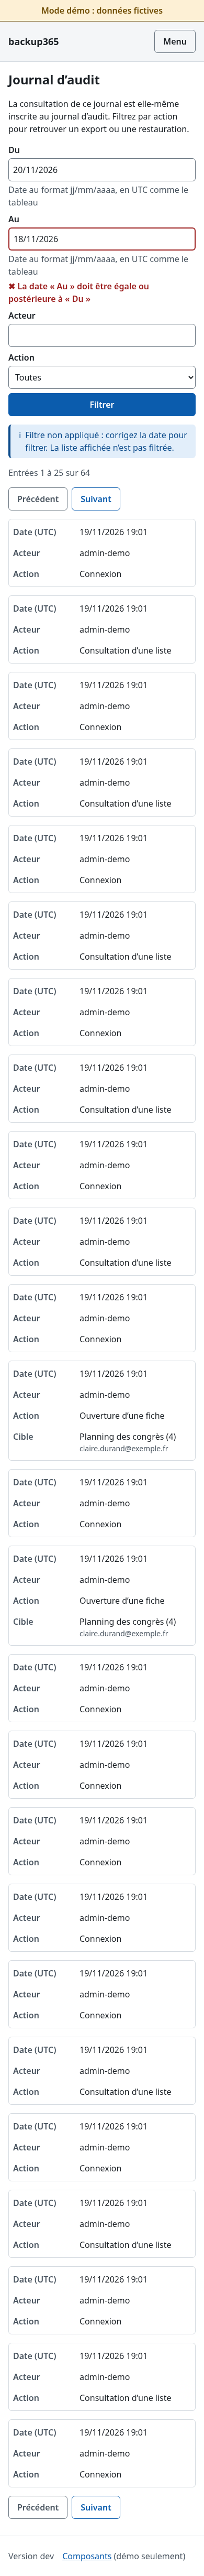 Mode démo : données fictives
backup365
Menu
Journal d’audit
La consultation de ce journal est elle-même
inscrite au journal d’audit. Filtrez par action
pour retrouver un export ou une restauration.
Du
20/11/2026
Date au format jj/mm/aaaa, en UTC comme le
tableau
Au
18/11/2026
Date au format jj/mm/aaaa, en UTC comme le
tableau
✖ La date « Au » doit être égale ou
postérieure à « Du »
Acteur
Action
Toutes
Filtrer
i Filtre non appliqué : corrigez la date pour
filtrer. La liste affichée n’est pas filtrée.
Entrées 1 à 25 sur 64
Précédent Suivant
Date (UTC) 19/11/2026 19:01
Acteur admin-demo
Action Connexion
Date (UTC) 19/11/2026 19:01
Acteur admin-demo
Action Consultation d’une liste
Date (UTC) 19/11/2026 19:01
Acteur admin-demo
Action Connexion
Date (UTC) 19/11/2026 19:01
Acteur admin-demo
Action Consultation d’une liste
Date (UTC) 19/11/2026 19:01
Acteur admin-demo
Action Connexion
Date (UTC) 19/11/2026 19:01
Acteur admin-demo
Action Consultation d’une liste
Date (UTC) 19/11/2026 19:01
Acteur admin-demo
Action Connexion
Date (UTC) 19/11/2026 19:01
Acteur admin-demo
Action Consultation d’une liste
Date (UTC) 19/11/2026 19:01
Acteur admin-demo
Action Connexion
Date (UTC) 19/11/2026 19:01
Acteur admin-demo
Action Consultation d’une liste
Date (UTC) 19/11/2026 19:01
Acteur admin-demo
Action Connexion
Date (UTC) 19/11/2026 19:01
Acteur admin-demo
Action Ouverture d’une fiche
Cible Planning des congrès (4)
claire.durand@exemple.fr
Date (UTC) 19/11/2026 19:01
Acteur admin-demo
Action Connexion
Date (UTC) 19/11/2026 19:01
Acteur admin-demo
Action Ouverture d’une fiche
Cible Planning des congrès (4)
claire.durand@exemple.fr
Date (UTC) 19/11/2026 19:01
Acteur admin-demo
Action Connexion
Date (UTC) 19/11/2026 19:01
Acteur admin-demo
Action Connexion
Date (UTC) 19/11/2026 19:01
Acteur admin-demo
Action Connexion
Date (UTC) 19/11/2026 19:01
Acteur admin-demo
Action Connexion
Date (UTC) 19/11/2026 19:01
Acteur admin-demo
Action Connexion
Date (UTC) 19/11/2026 19:01
Acteur admin-demo
Action Consultation d’une liste
Date (UTC) 19/11/2026 19:01
Acteur admin-demo
Action Connexion
Date (UTC) 19/11/2026 19:01
Acteur admin-demo
Action Consultation d’une liste
Date (UTC) 19/11/2026 19:01
Acteur admin-demo
Action Connexion
Date (UTC) 19/11/2026 19:01
Acteur admin-demo
Action Consultation d’une liste
Date (UTC) 19/11/2026 19:01
Acteur admin-demo
Action Connexion
Précédent Suivant
Version dev Composants (démo seulement)